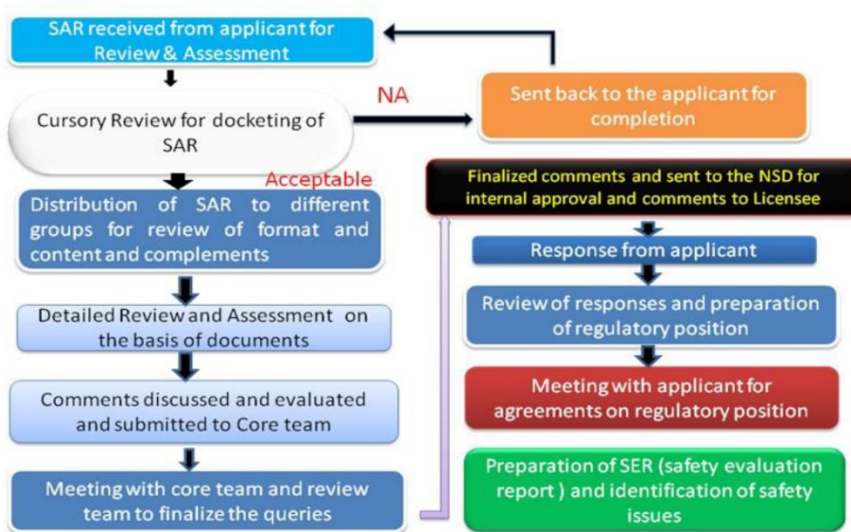 SAR received from applicant for
Review & Assessment
NA
Sent back to the applicant for
completion
Cursory Review for docketing of
SAR
Acceptable
Distribution of SAR to different
groups for review of format and
content and complements
Detailed Review and Assessment on
the basis of documents
Comments discussed and evaluated
and submitted to Core team
Meeting with core team and review
team to finalize the queries
Finalized comments and sent to the NSD for
internal approval and comments to Licensee
Response from applicant
Review of responses and preparation
of regulatory position
Meeting with applicant for
agreements on regulatory position
Preparation of SER (safety evaluation
report ) and identification of safety
issues